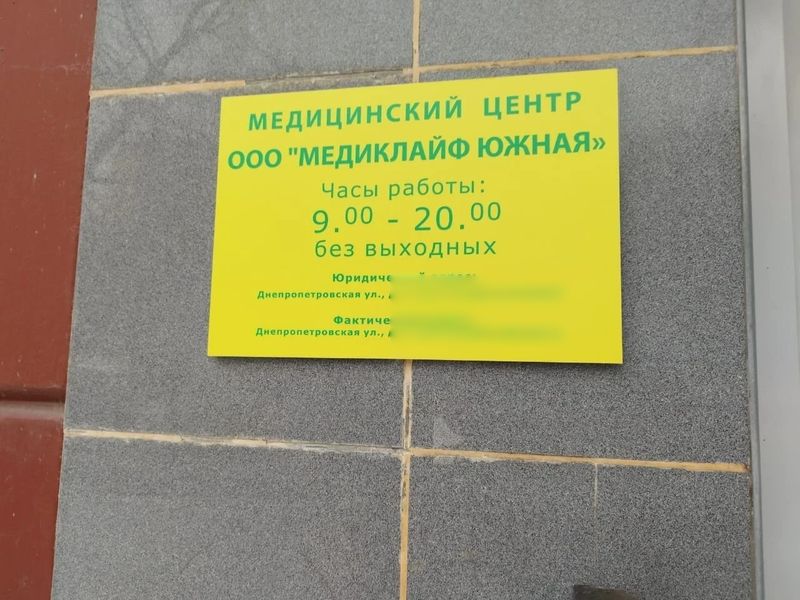 МЕДИЦИНСКИЙ ЦЕНТР
ООО "МЕДИКЛАЙФ ЮЖНАЯ»
Часы работы:
9.00 - 20.00
без выходных
Днепропетровская ул.,
Днепропетровская ул.,